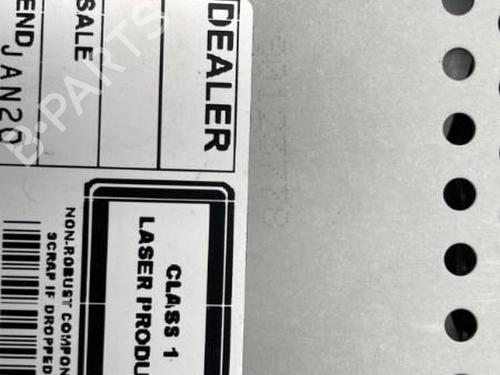 DEALER
SALE
END JAN20
CLASS 1
LASER PRODU
NON.ROBUST COMPON
SCRAP IF DROPPED
B-PARTS